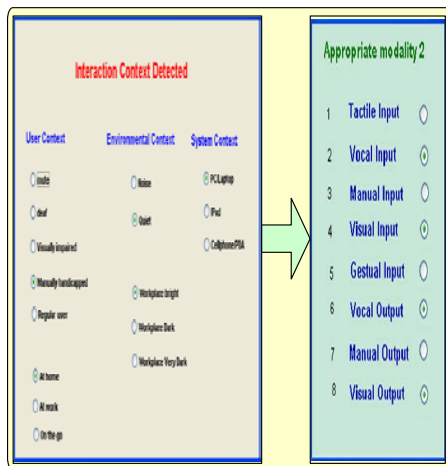 Interaction Context Detected
User Context
mute
deaf
Visually impaired
Manually handicapped
Regular user
At home
At work
On the go
Environmental Context
Noise
Quiet
Workplace bright
Workplace Dark
Workplace Very Dark
System Context
PC/Laptop
IPad
Cellphone/PDA
Appropriate modality 2
1 Tactile Input
2 Vocal Input
3 Manual Input
4 Visual Input
5 Gestual Input
6 Vocal Output
7 Manual Output
8 Visual Output